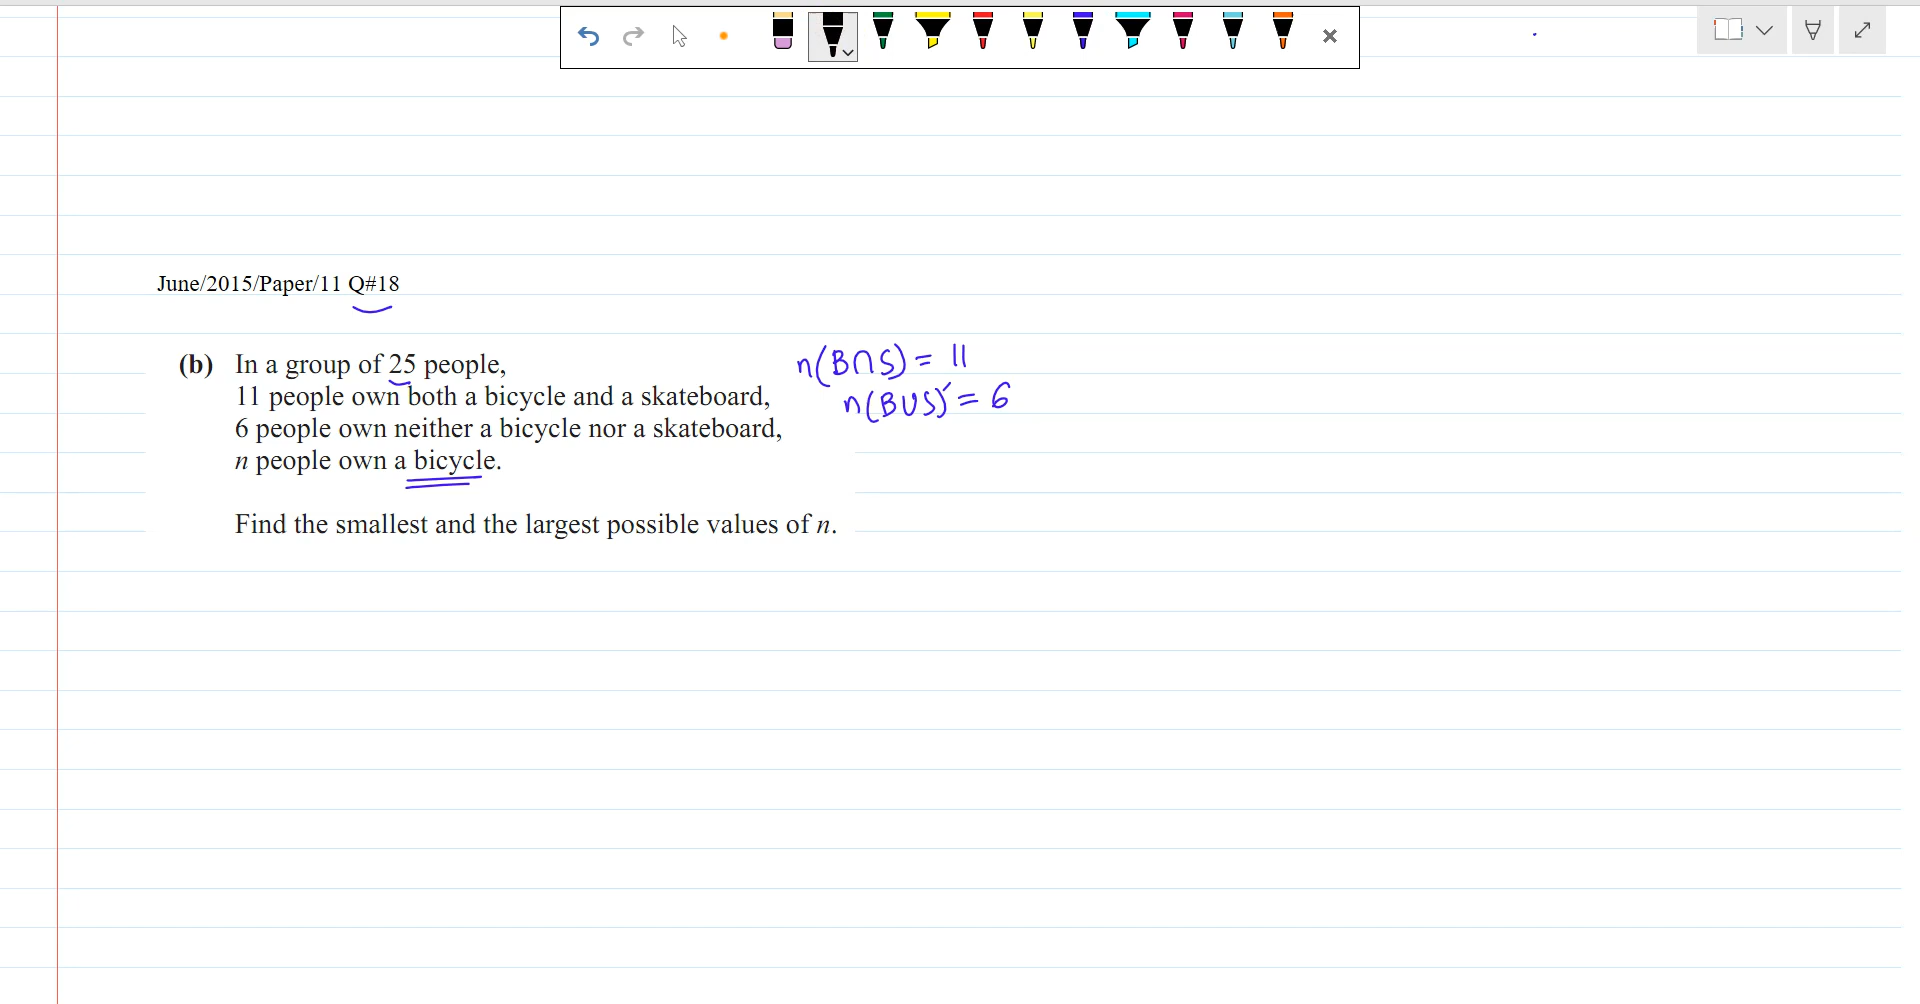 June/2015/Paper/11 Q#18
(b) In a group of 25 people,
11 people own both a bicycle and a skateboard,
6 people own neither a bicycle nor a skateboard,
n people own a bicycle.
Find the smallest and the largest possible values of n.
n(B∩S) = 11
n(B∪S)′ = 6